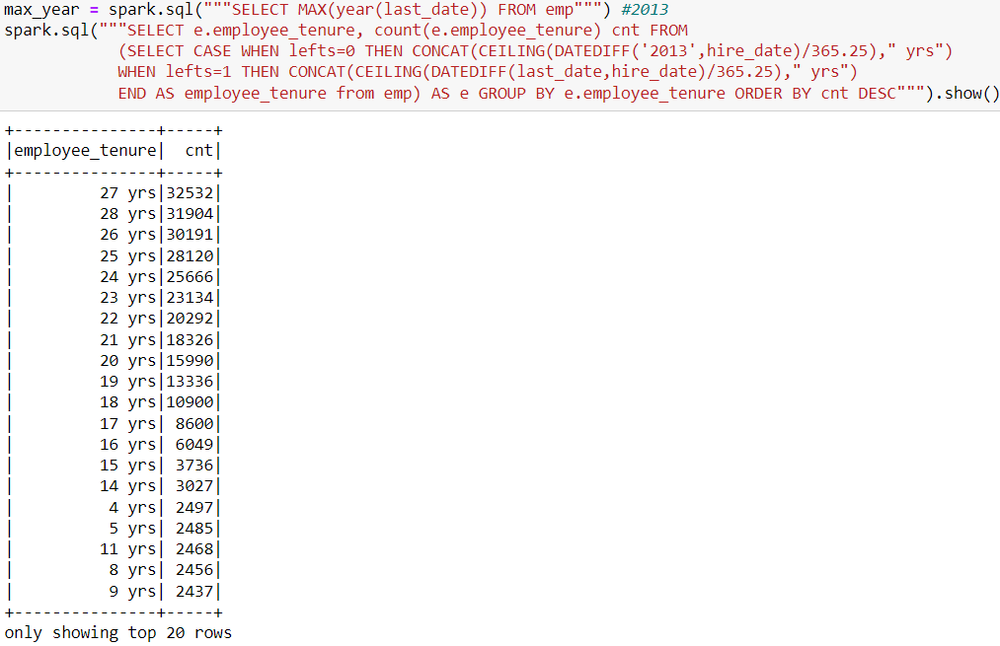 max_year = spark.sql("""SELECT MAX(year(last_date)) FROM emp""") #2013
spark.sql("""SELECT e.employee_tenure, count(e.employee_tenure) cnt FROM
(SELECT CASE WHEN lefts=0 THEN CONCAT(CEILING(DATEDIFF('2013',hire_date)/365.25)," yrs")
WHEN lefts=1 THEN CONCAT(CEILING(DATEDIFF(last_date,hire_date)/365.25)," yrs")
END AS employee_tenure from emp) AS e GROUP BY e.employee_tenure ORDER BY cnt DESC""").show()
+---------------+-----+
|employee_tenure|  cnt|
+---------------+-----+
|         27 yrs|32532|
|         28 yrs|31904|
|         26 yrs|30191|
|         25 yrs|28120|
|         24 yrs|25666|
|         23 yrs|23134|
|         22 yrs|20292|
|         21 yrs|18326|
|         20 yrs|15990|
|         19 yrs|13336|
|         18 yrs|10900|
|         17 yrs| 8600|
|         16 yrs| 6049|
|         15 yrs| 3736|
|         14 yrs| 3027|
|          4 yrs| 2497|
|          5 yrs| 2485|
|         11 yrs| 2468|
|          8 yrs| 2456|
|          9 yrs| 2437|
+---------------+-----+
only showing top 20 rows